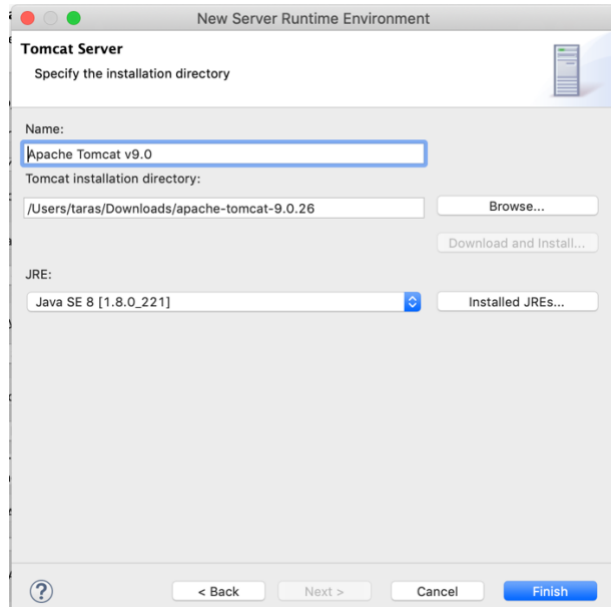 New Server Runtime Environment
Tomcat Server
Specify the installation directory
Name:
Apache Tomcat v9.0
Tomcat installation directory:
/Users/taras/Downloads/apache-tomcat-9.0.26
Browse...
Download and Install...
JRE:
Java SE 8 [1.8.0_221]
Installed JREs...
?
< Back
Next >
Cancel
Finish